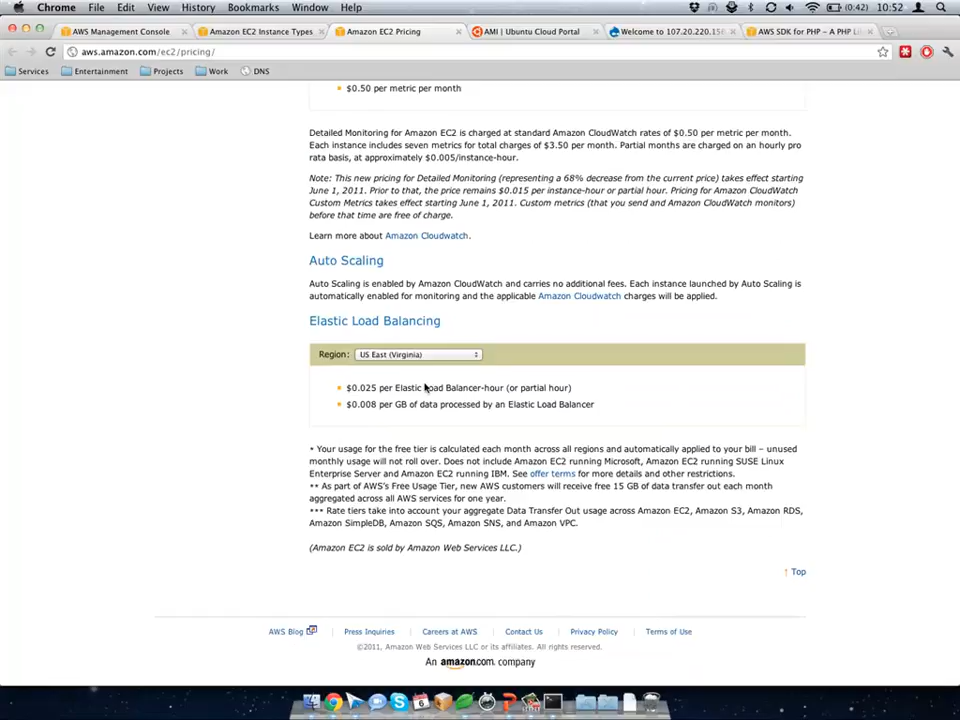 Chrome File Edit View History Bookmarks Window Help (0:42) 10:52
AWS Management Console
Amazon EC2 Instance Types
Amazon EC2 Pricing
AMI | Ubuntu Cloud Portal
Welcome to 107.20.220.156
AWS SDK for PHP – A PHP Li
aws.amazon.com/ec2/pricing/
Services Entertainment Projects Work DNS
$0.50 per metric per month
Detailed Monitoring for Amazon EC2 is charged at standard Amazon CloudWatch rates of $0.50 per metric per month.
Each instance includes seven metrics for total charges of $3.50 per month. Partial months are charged on an hourly pro
rata basis, at approximately $0.005/instance-hour.
Note: This new pricing for Detailed Monitoring (representing a 68% decrease from the current price) takes effect starting
June 1, 2011. Prior to that, the price remains $0.015 per instance-hour or partial hour. Pricing for Amazon CloudWatch
Custom Metrics takes effect starting June 1, 2011. Custom metrics (that you send and Amazon CloudWatch monitors)
before that time are free of charge.
Learn more about Amazon Cloudwatch.
Auto Scaling
Auto Scaling is enabled by Amazon CloudWatch and carries no additional fees. Each instance launched by Auto Scaling is
automatically enabled for monitoring and the applicable Amazon Cloudwatch charges will be applied.
Elastic Load Balancing
Region: US East (Virginia)
$0.025 per Elastic Load Balancer-hour (or partial hour)
$0.008 per GB of data processed by an Elastic Load Balancer
* Your usage for the free tier is calculated each month across all regions and automatically applied to your bill – unused
monthly usage will not roll over. Does not include Amazon EC2 running Microsoft, Amazon EC2 running SUSE Linux
Enterprise Server and Amazon EC2 running IBM. See offer terms for more details and other restrictions.
** As part of AWS's Free Usage Tier, new AWS customers will receive free 15 GB of data transfer out each month
aggregated across all AWS services for one year.
*** Rate tiers take into account your aggregate Data Transfer Out usage across Amazon EC2, Amazon S3, Amazon RDS,
Amazon SimpleDB, Amazon SQS, Amazon SNS, and Amazon VPC.
(Amazon EC2 is sold by Amazon Web Services LLC.)
Top
AWS Blog Press Inquiries Careers at AWS Contact Us Privacy Policy Terms of Use
©2011, Amazon Web Services LLC or its affiliates. All rights reserved.
An amazon.com company
6